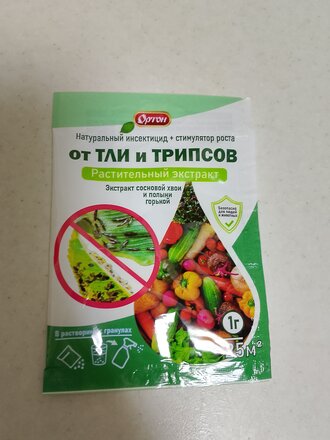 Ортон
Натуральный инсектицид + стимулятор роста
от ТЛИ и ТРИПСОВ
Растительный экстракт
Экстракт сосновой хвои
и полыни
горькой
Безопасно
для людей
и животных
1г
В растворимых гранулах
25м²